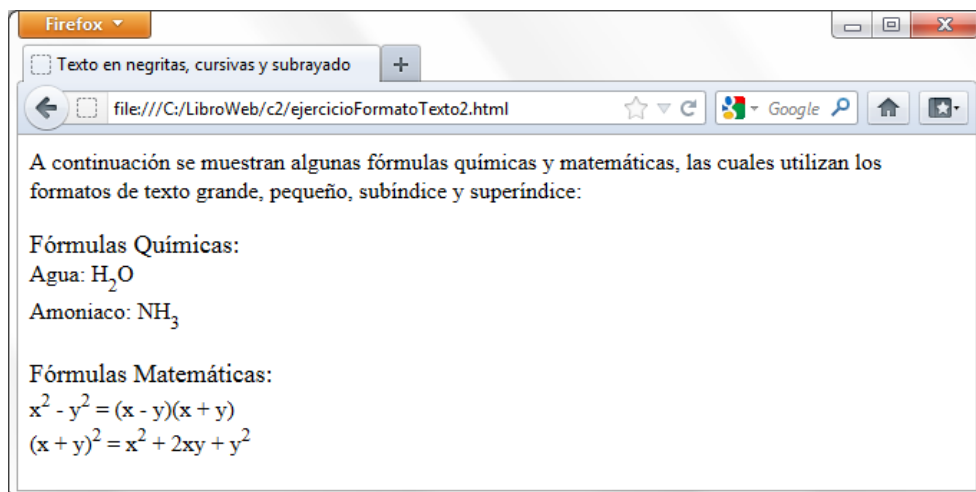 Firefox
Texto en negritas, cursivas y subrayado
file:///C:/LibroWeb/c2/ejercicioFormatoTexto2.html
Google
A continuación se muestran algunas fórmulas químicas y matemáticas, las cuales utilizan los
formatos de texto grande, pequeño, subíndice y superíndice:
Fórmulas Químicas:
Agua: H₂O
Amoniaco: NH₃
Fórmulas Matemáticas:
x² - y² = (x - y)(x + y)
(x + y)² = x² + 2xy + y²